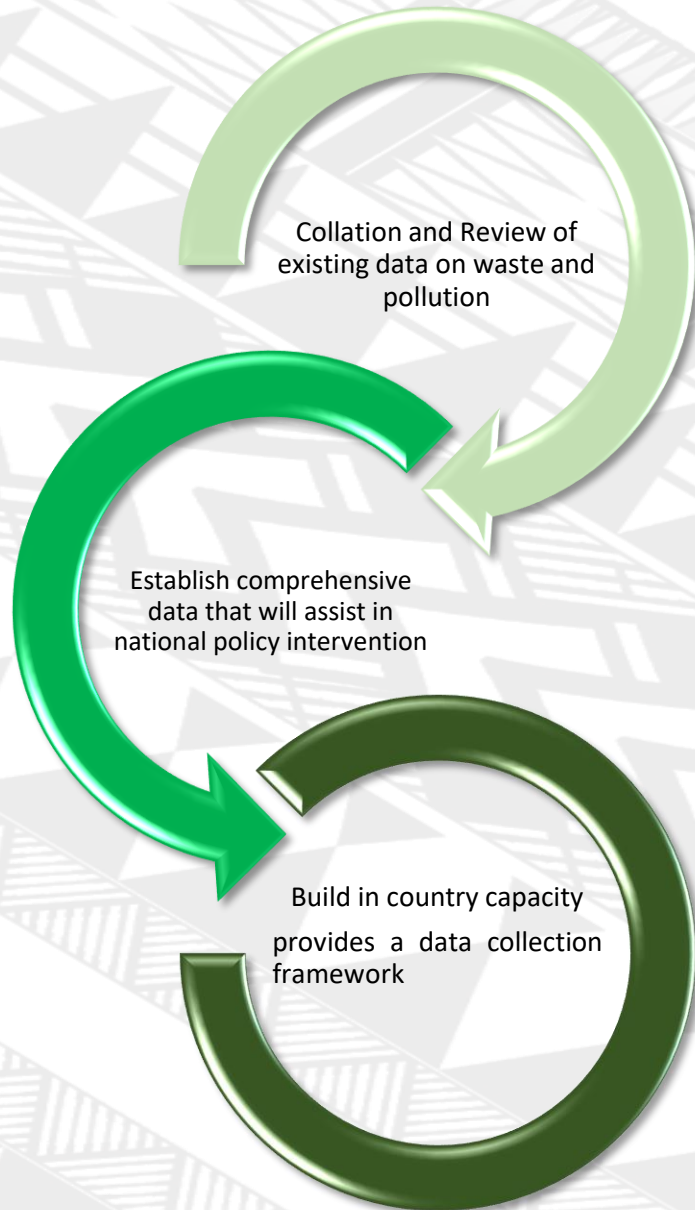 Collation and Review of
existing data on waste and
pollution
Establish comprehensive
data that will assist in
national policy intervention
Build in country capacity
provides a data collection
framework